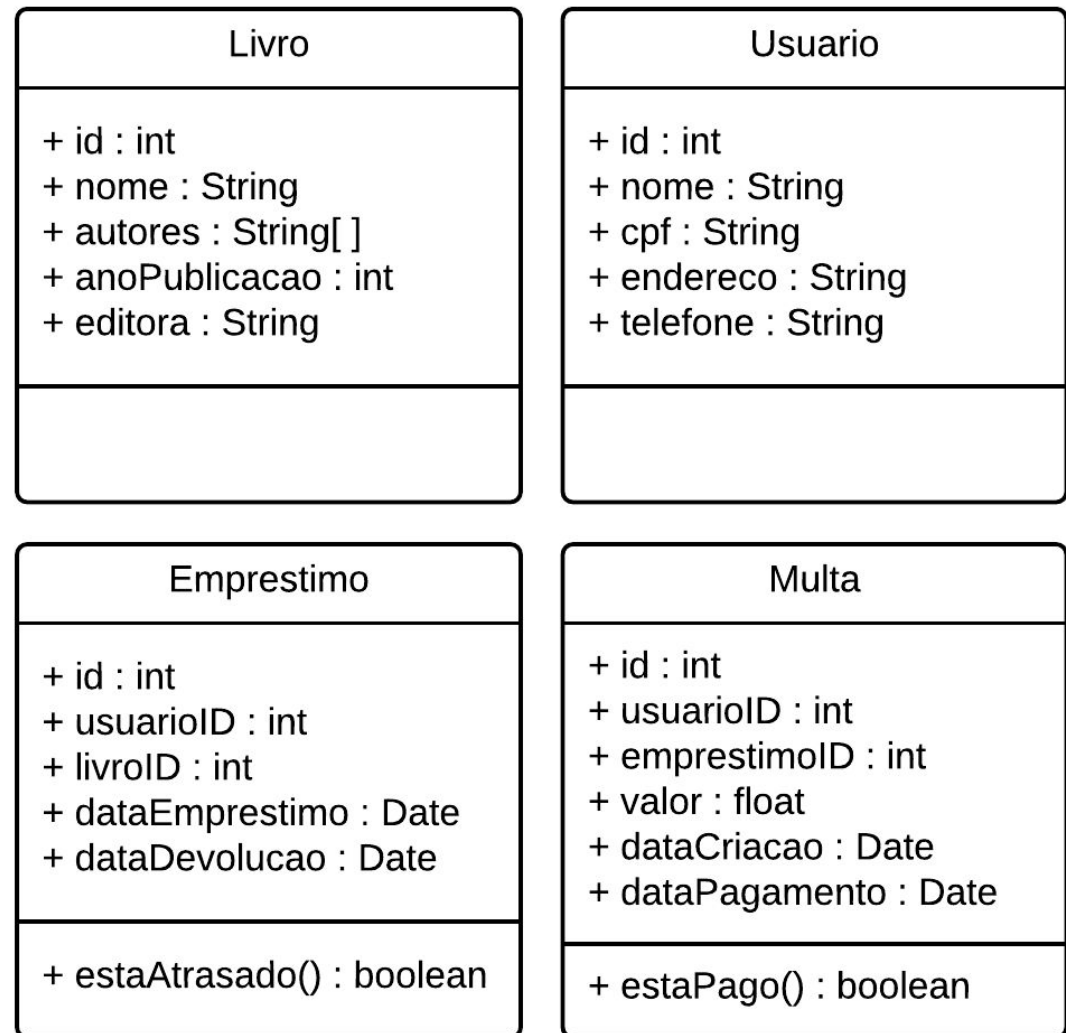 Livro
+ id : int
+ nome : String
+ autores : String[ ]
+ anoPublicacao : int
+ editora : String
Usuario
+ id : int
+ nome : String
+ cpf : String
+ endereco : String
+ telefone : String
Emprestimo
+ id : int
+ usuarioID : int
+ livroID : int
+ dataEmprestimo : Date
+ dataDevolucao : Date
+ estaAtrasado() : boolean
Multa
+ id : int
+ usuarioID : int
+ emprestimoID : int
+ valor : float
+ dataCriacao : Date
+ dataPagamento : Date
+ estaPago() : boolean